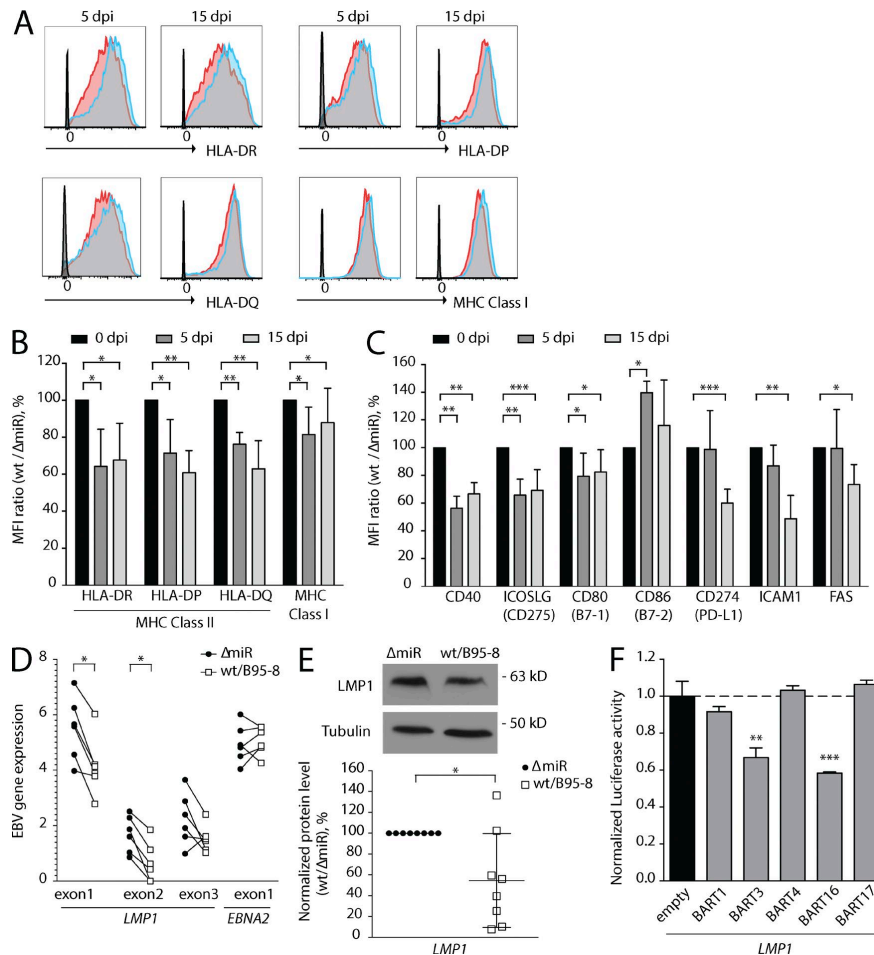 A
5 dpi
15 dpi
5 dpi
15 dpi
0
0
0
0
HLA-DR
HLA-DP
0
0
0
0
HLA-DQ
MHC Class I
B
0 dpi
5 dpi
15 dpi
MFI ratio (wt /ΔmiR), %
120
100
80
60
40
20
0
*
*
*
**
**
**
*
*
HLA-DR
HLA-DP
HLA-DQ
MHC
Class I
MHC Class II
C
0 dpi
5 dpi
15 dpi
MFI ratio (wt /ΔmiR), %
160
140
120
100
80
60
40
20
0
**
**
***
**
*
*
*
***
**
*
CD40
ICOSLG
(CD275)
CD80
(B7-1)
CD86
(B7-2)
CD274
(PD-L1)
ICAM1
FAS
D
ΔmiR
wt/B95-8
EBV gene expression
8
6
4
2
0
*
*
exon1
exon2
exon3
exon1
LMP1
EBNA2
E
ΔmiR
wt/B95-8
LMP1
- 63 kD
Tubulin
- 50 kD
ΔmiR
wt/B95-8
Normalized protein level
(wt/ΔmiR), %
160
140
120
100
80
60
40
20
0
*
LMP1
F
Normalized Luciferase activity
1.2
1.0
0.8
0.6
0.4
0.2
0.0
**
***
empty
BART1
BART3
BART4
BART16
BART17
LMP1